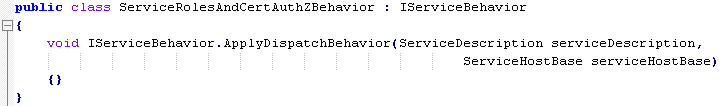 public class ServiceRolesAndCertAuthZBehavior : IServiceBehavior
{
    void IServiceBehavior.ApplyDispatchBehavior(ServiceDescription serviceDescription,
                                                ServiceHostBase serviceHostBase)
    {}
}